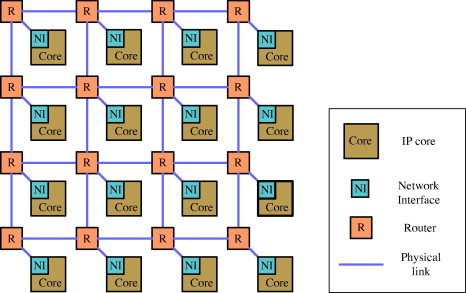 R R R R
NI NI NI NI
Core Core Core Core
R R R R
NI NI NI NI
Core Core Core Core
Core IP core
R R R R
NI NI NI NI
NI Network
Interface
Core Core Core Core
R Router
R R R R
NI NI NI NI
Physical
link
Core Core Core Core